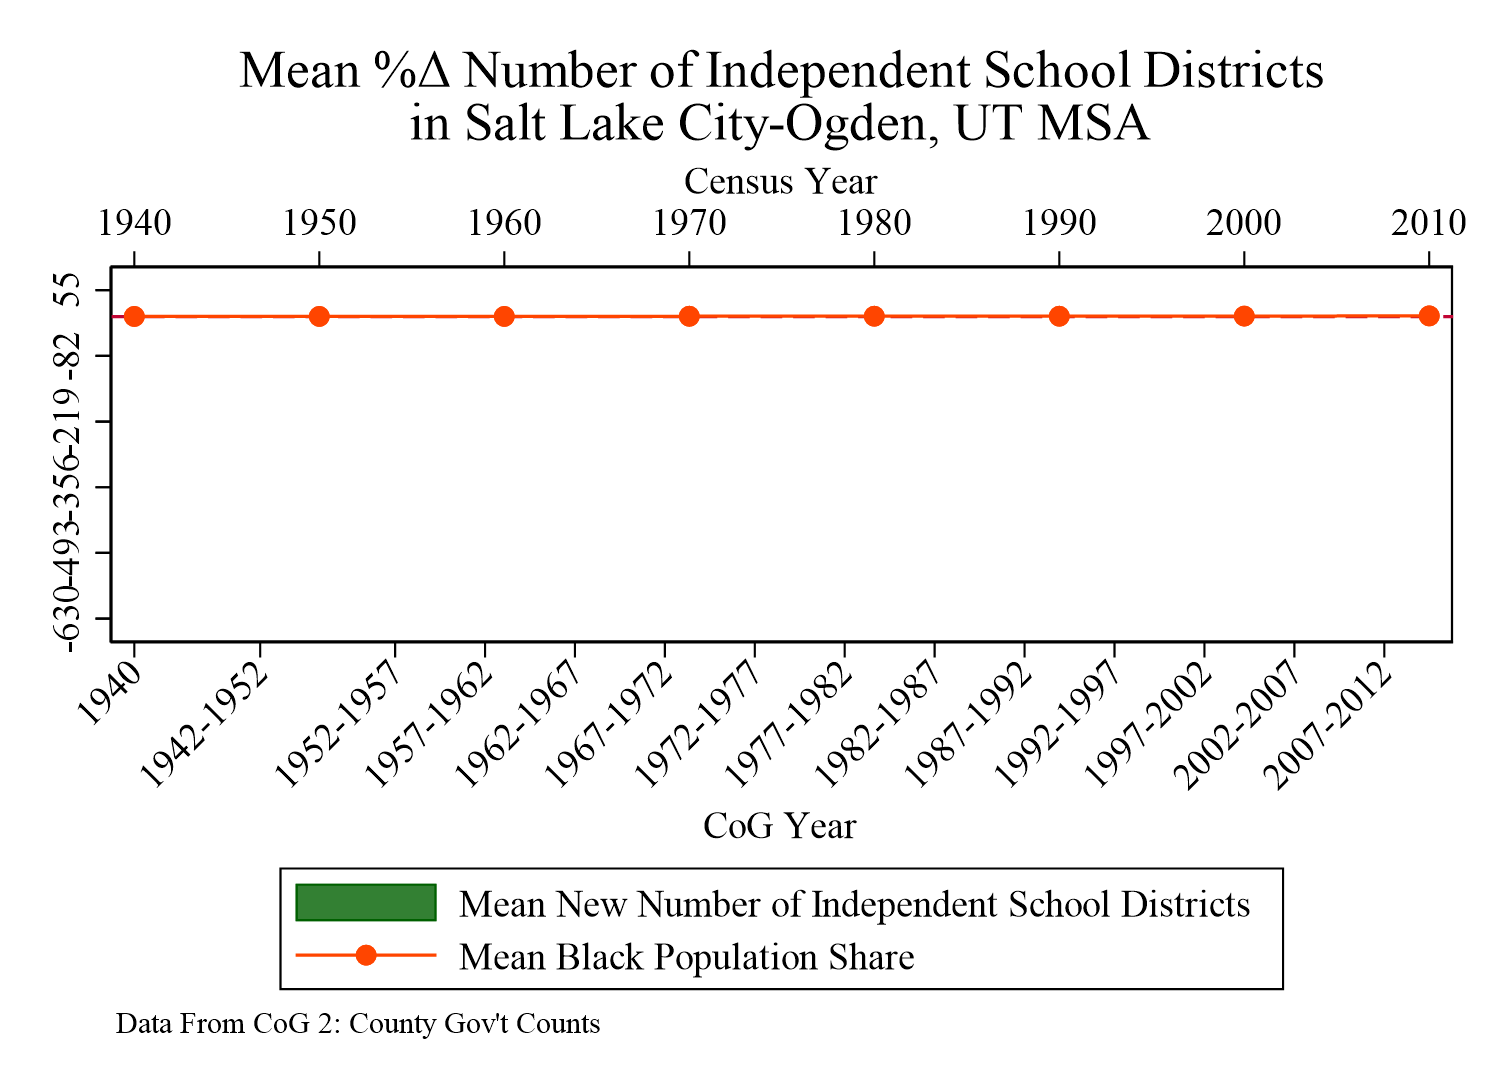 Mean %Δ Number of Independent School Districts
in Salt Lake City-Ogden, UT MSA
Census Year
1940 1950 1960 1970 1980 1990 2000 2010
55
-82
-219
-356
-493
-630
1940 1942-1952 1952-1957 1957-1962 1962-1967 1967-1972 1972-1977 1977-1982 1982-1987 1987-1992 1992-1997 1997-2002 2002-2007 2007-2012
CoG Year
Mean New Number of Independent School Districts
Mean Black Population Share
Data From CoG 2: County Gov't Counts